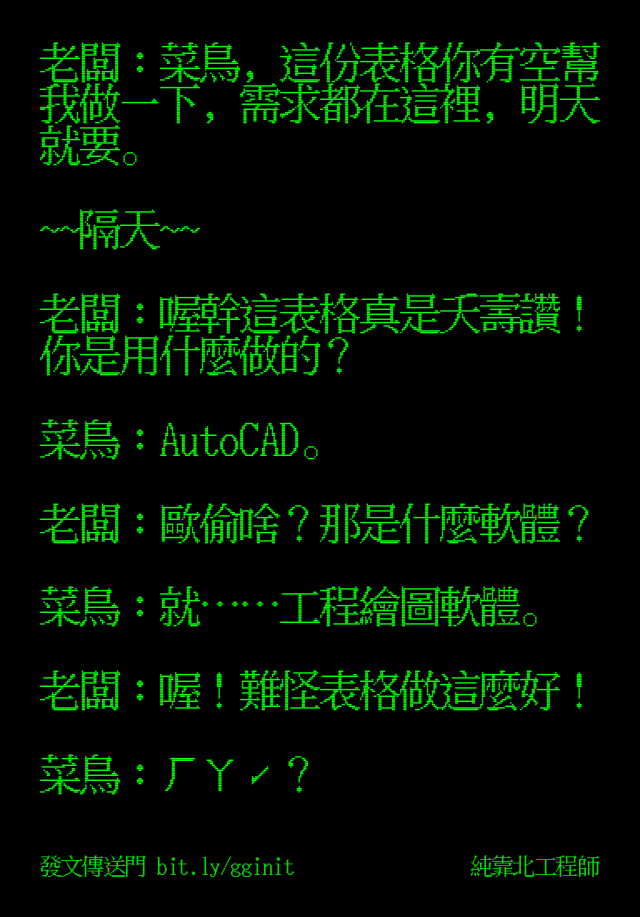 老闆：菜鳥，這份表格你有空幫
我做一下，需求都在這裡，明天
就要。
~~隔天~~
老闆：喔幹這表格真是夭壽讚！
你是用什麼做的？
菜鳥：AutoCAD。
老闆：歐偷啥？那是什麼軟體？
菜鳥：就……工程繪圖軟體。
老闆：喔！難怪表格做這麼好！
菜鳥：ㄏㄚˊ？
發文傳送門 bit.ly/gginit
純靠北工程師